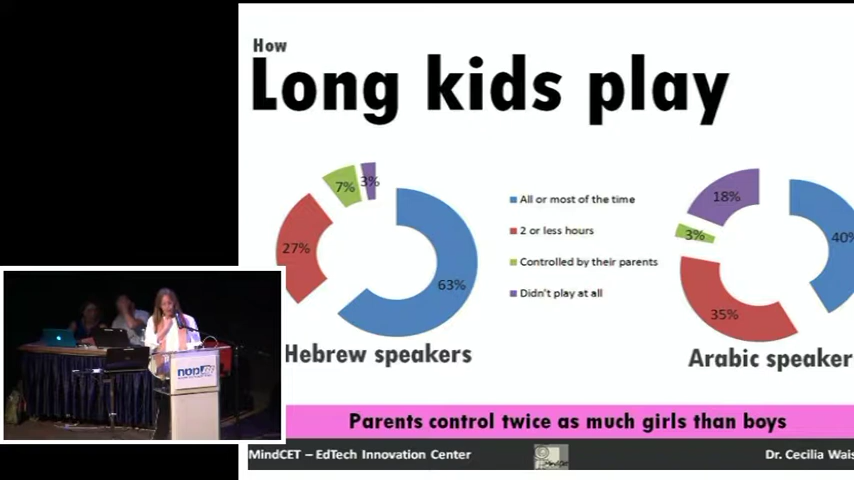 How
Long kids play
7%
3%
27%
63%
All or most of the time
2 or less hours
Controlled by their parents
Didn't play at all
18%
3%
40%
35%
Hebrew speakers
Arabic speaker
Parents control twice as much girls than boys
MindCET – EdTech Innovation Center
Dr. Cecilia Wais
מטח